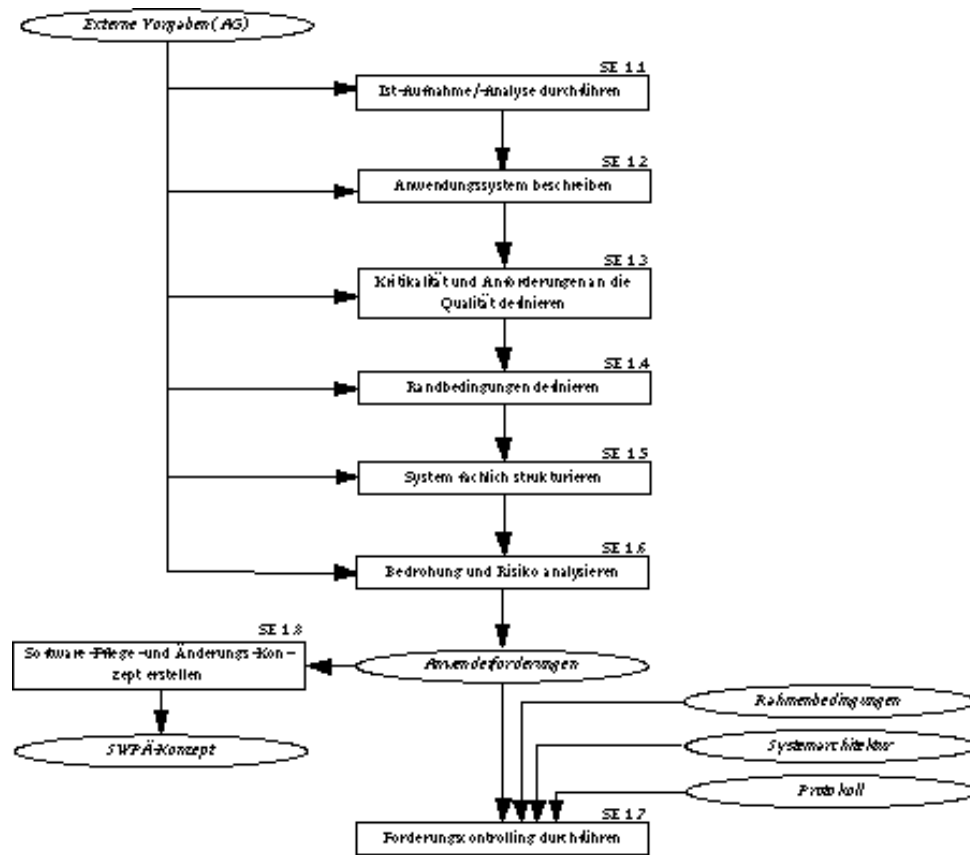 Externe Vorgaben (AG)
SE 1.1
Ist-Aufnahme/-Analyse durchführen
SE 1.2
Anwendungssystem beschreiben
SE 1.3
Kritikalität und Anforderungen an die
Qualität definieren
SE 1.4
Randbedingungen definieren
SE 1.5
System fachlich strukturieren
SE 1.6
Bedrohung und Risiko analysieren
SE 1.8
Software-Pflege-und Änderungs-Kon-
zept erstellen
Anwenderforderungen
Rahmenbedingungen
SWPÄ-Konzept
Systemarchitektur
Protokoll
SE 1.7
Forderungscontrolling durchführen